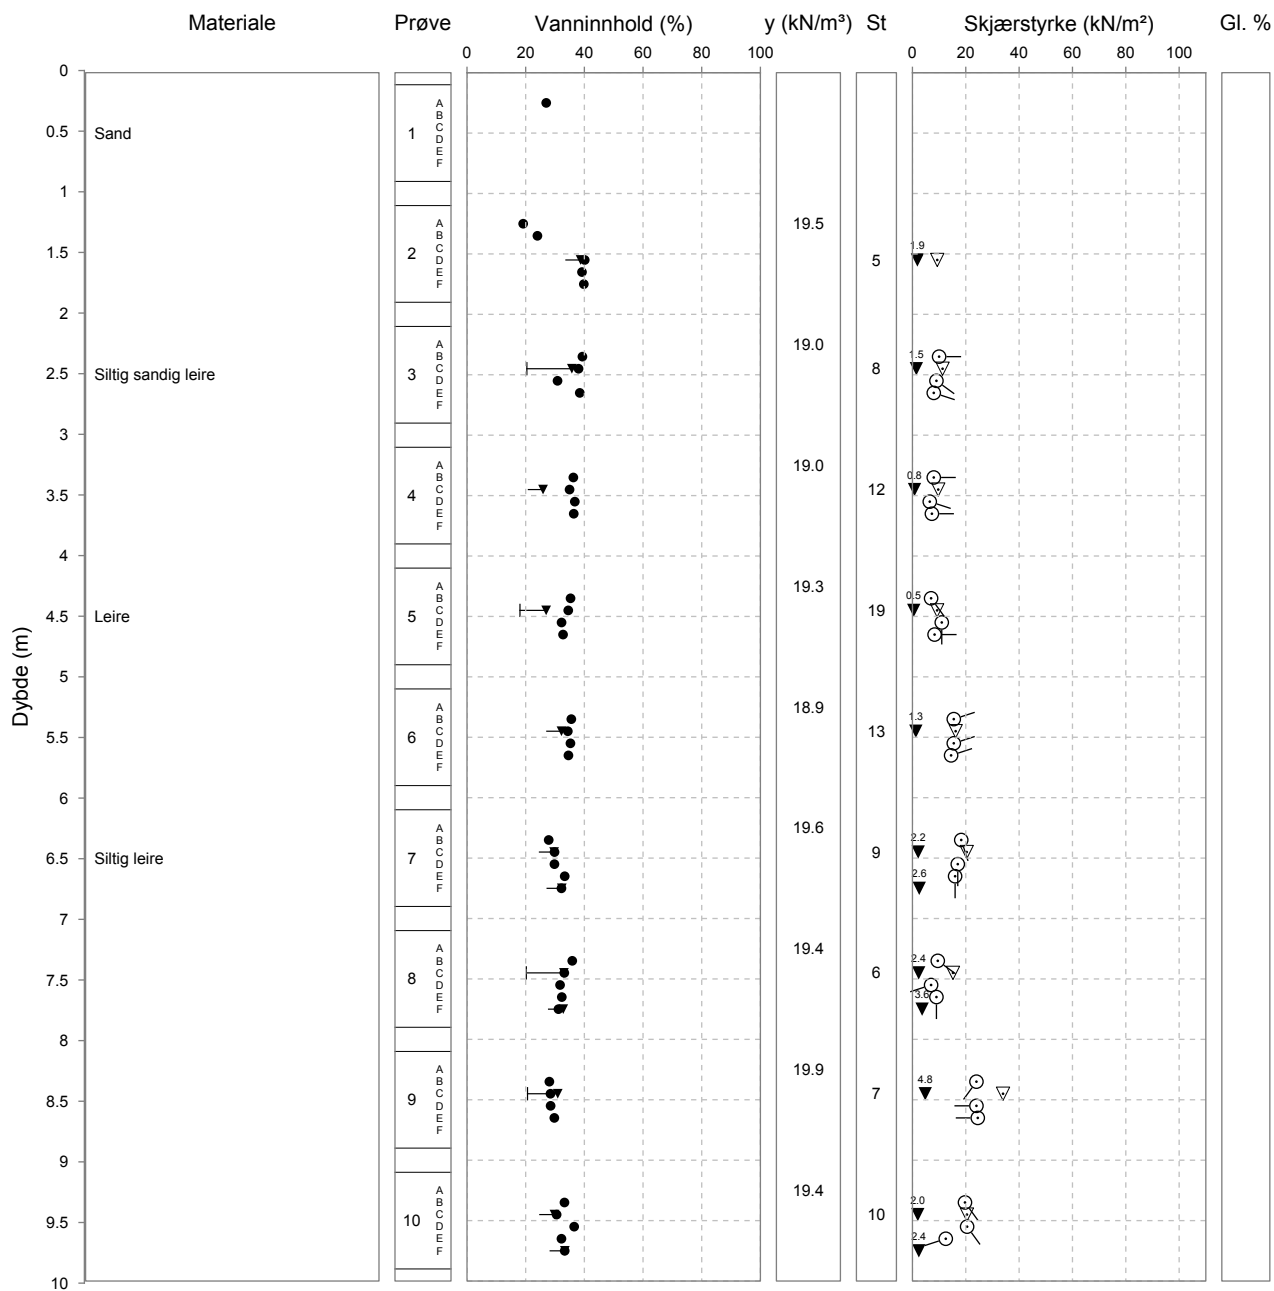 Materiale Prøve Vanninnhold (%) y (kN/m³) St Skjærstyrke (kN/m²) Gl. %
0 20 40 60 80 100 0 20 40 60 80 100
Dybde (m)
0
A
B
C
0.5 Sand 1 D
E
F
1
A 19.5
B
C
1.9
1.5 2 D 5
E
F
2
A 19.0
B
1.5
C 8
2.5 Siltig sandig leire 3 D
E
F
3
A 19.0
B
0.8
C 12
3.5 4 D
E
F
4
A 19.3
B
0.5
C 19
4.5 Leire 5 D
E
F
5
A 18.9
B
1.3
C 13
5.5 6 D
E
F
6
A 19.6
B
2.2
C 9
6.5 Siltig leire 7 D
E
2.6
F
7
A 19.4
B
2.4
C 6
7.5 8 D
E
3.6
F
8
A 19.9
B
4.8
C 7
8.5 9 D
E
F
9
A 19.4
B
2.0
C 10
9.5 10 D
E
2.4
F
10